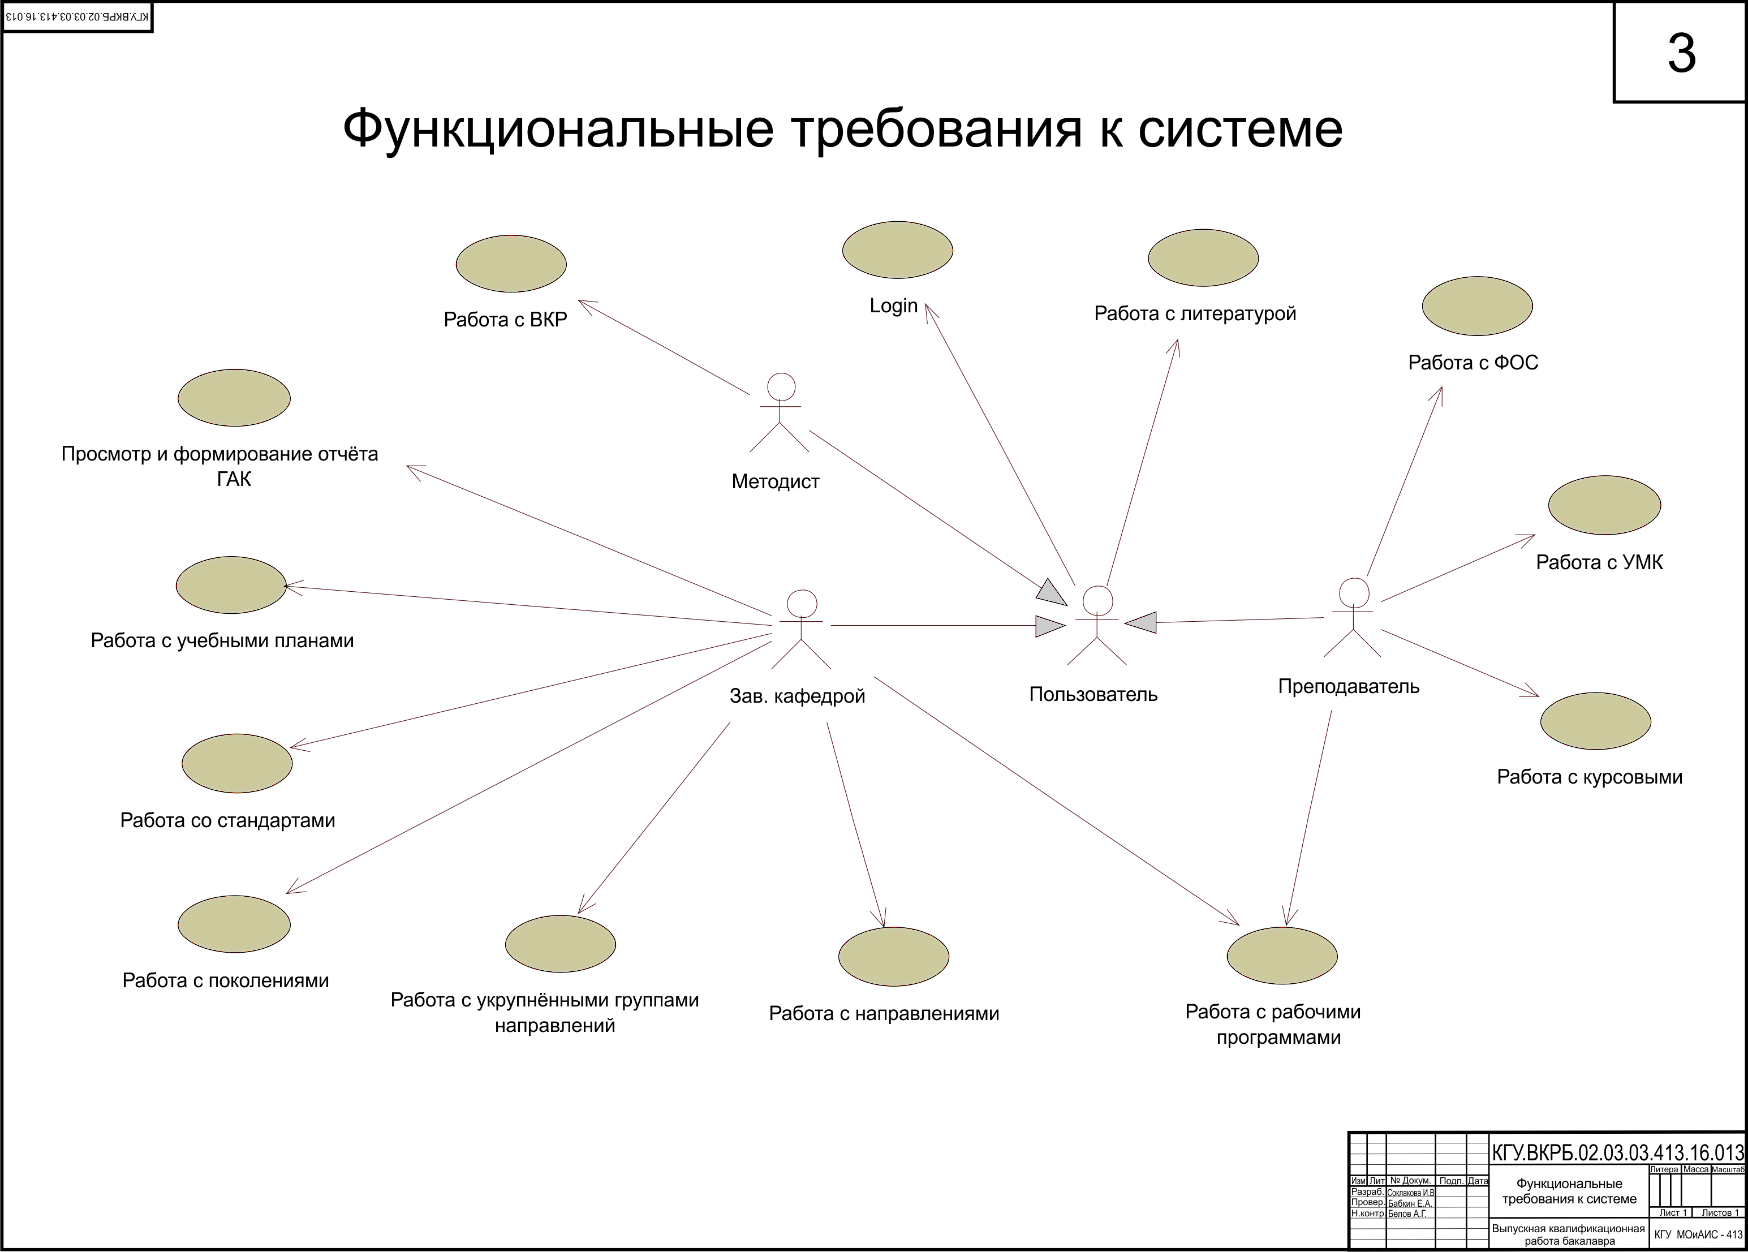 КГУ.ВКРБ.02.03.03.413.16.013
3
Функциональные требования к системе
Работа с ВКР
Login
Работа с литературой
Работа с ФОС
Просмотр и формирование отчёта
ГАК
Методист
Работа с УМК
Работа с учебными планами
Зав. кафедрой
Пользователь
Преподаватель
Работа с курсовыми
Работа со стандартами
Работа с поколениями
Работа с укрупнёнными группами
направлений
Работа с направлениями
Работа с рабочими
программами
КГУ.ВКРБ.02.03.03.413.16.013
Функциональные
требования к системе
Литера Масса Масштаб
Изм Лит № Докум. Подп. Дата
Разраб. Соклакова И.В
Провер. Бабкин Е.А.
Н.контр. Белов А.Г.
Лист 1 Листов 1
Выпускная квалификационная
работа бакалавра
КГУ МОиАИС - 413